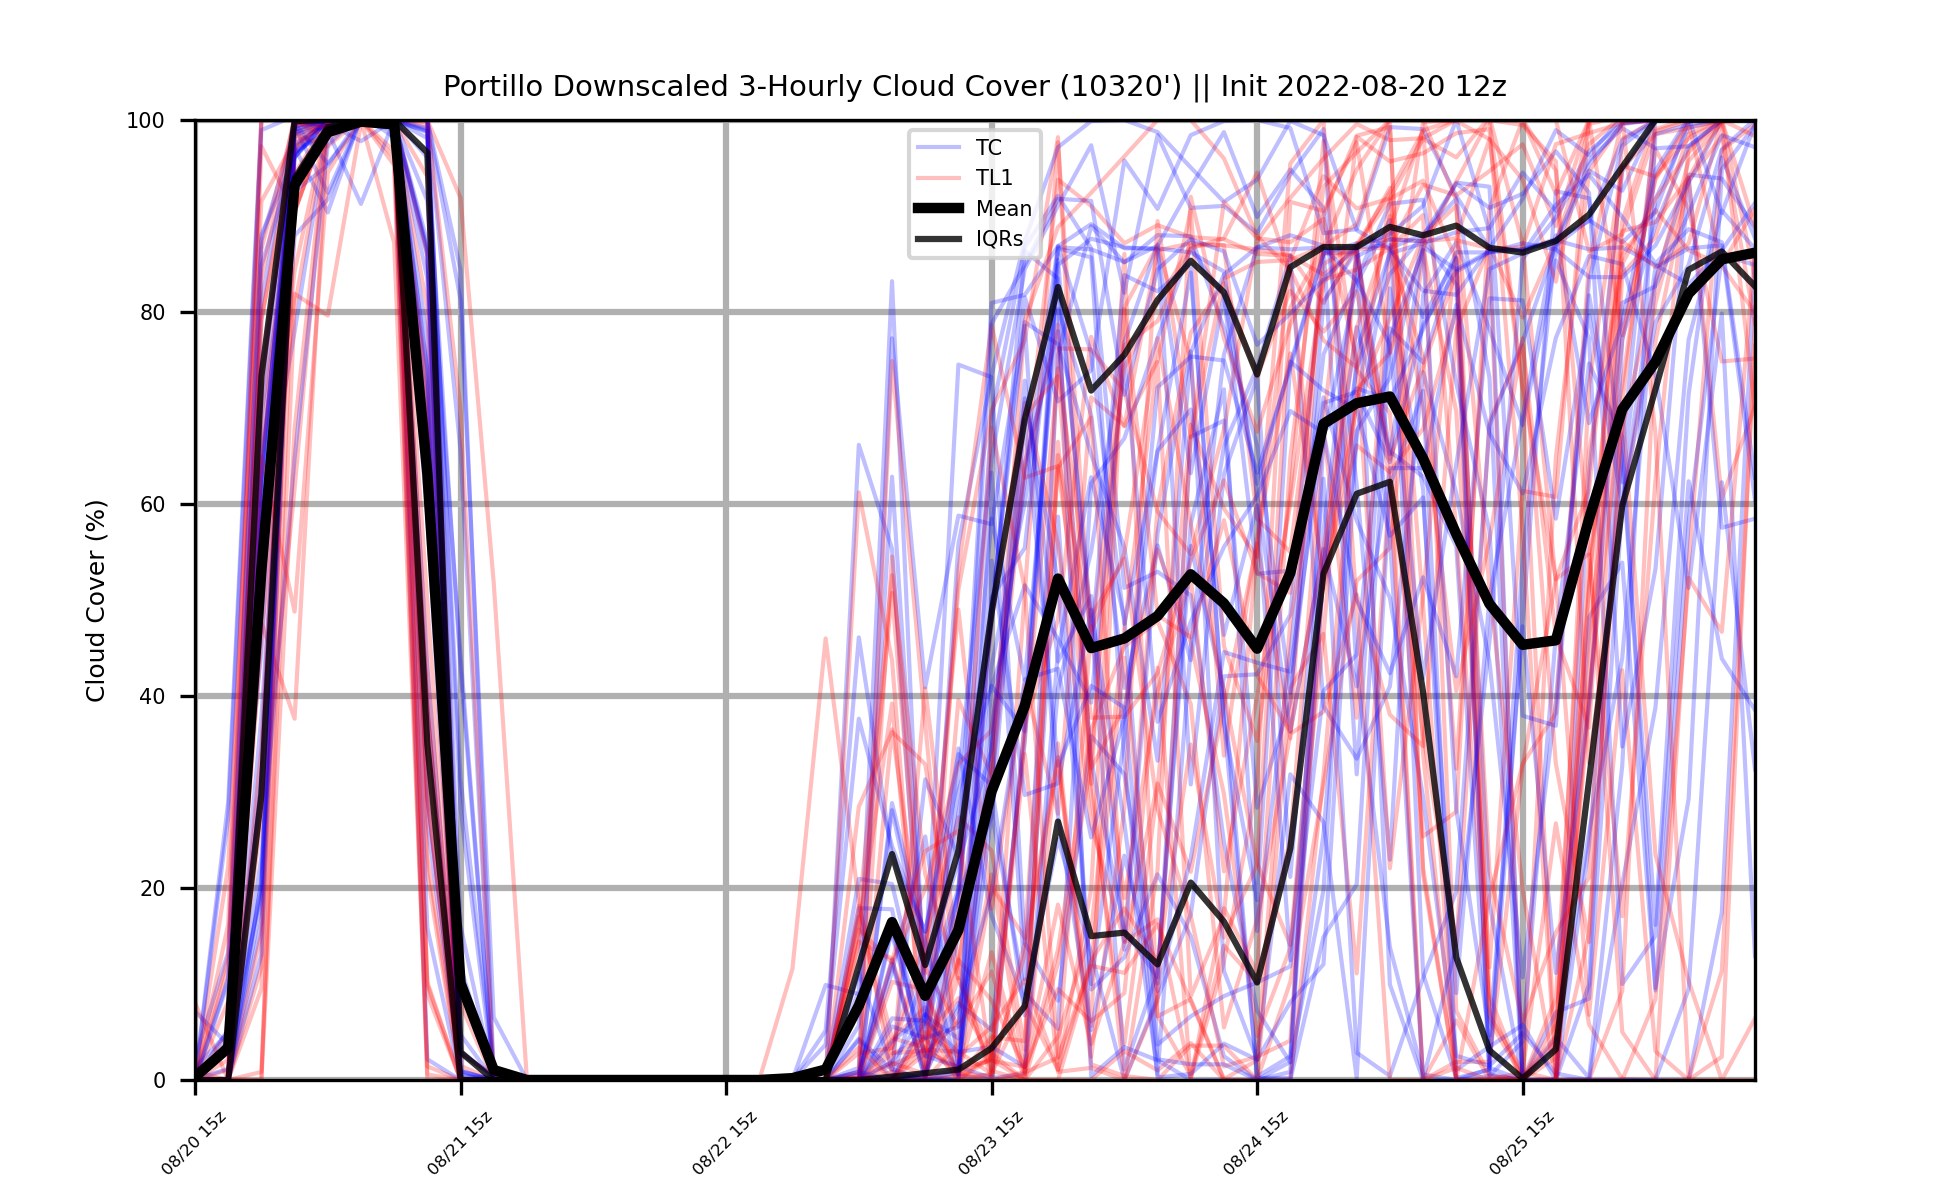 Portillo Downscaled 3-Hourly Cloud Cover (10320') || Init 2022-08-20 12z
Cloud Cover (%)
100
80
60
40
20
0
TC
TL1
Mean
IQRs
08/20 15z
08/21 15z
08/22 15z
08/23 15z
08/24 15z
08/25 15z